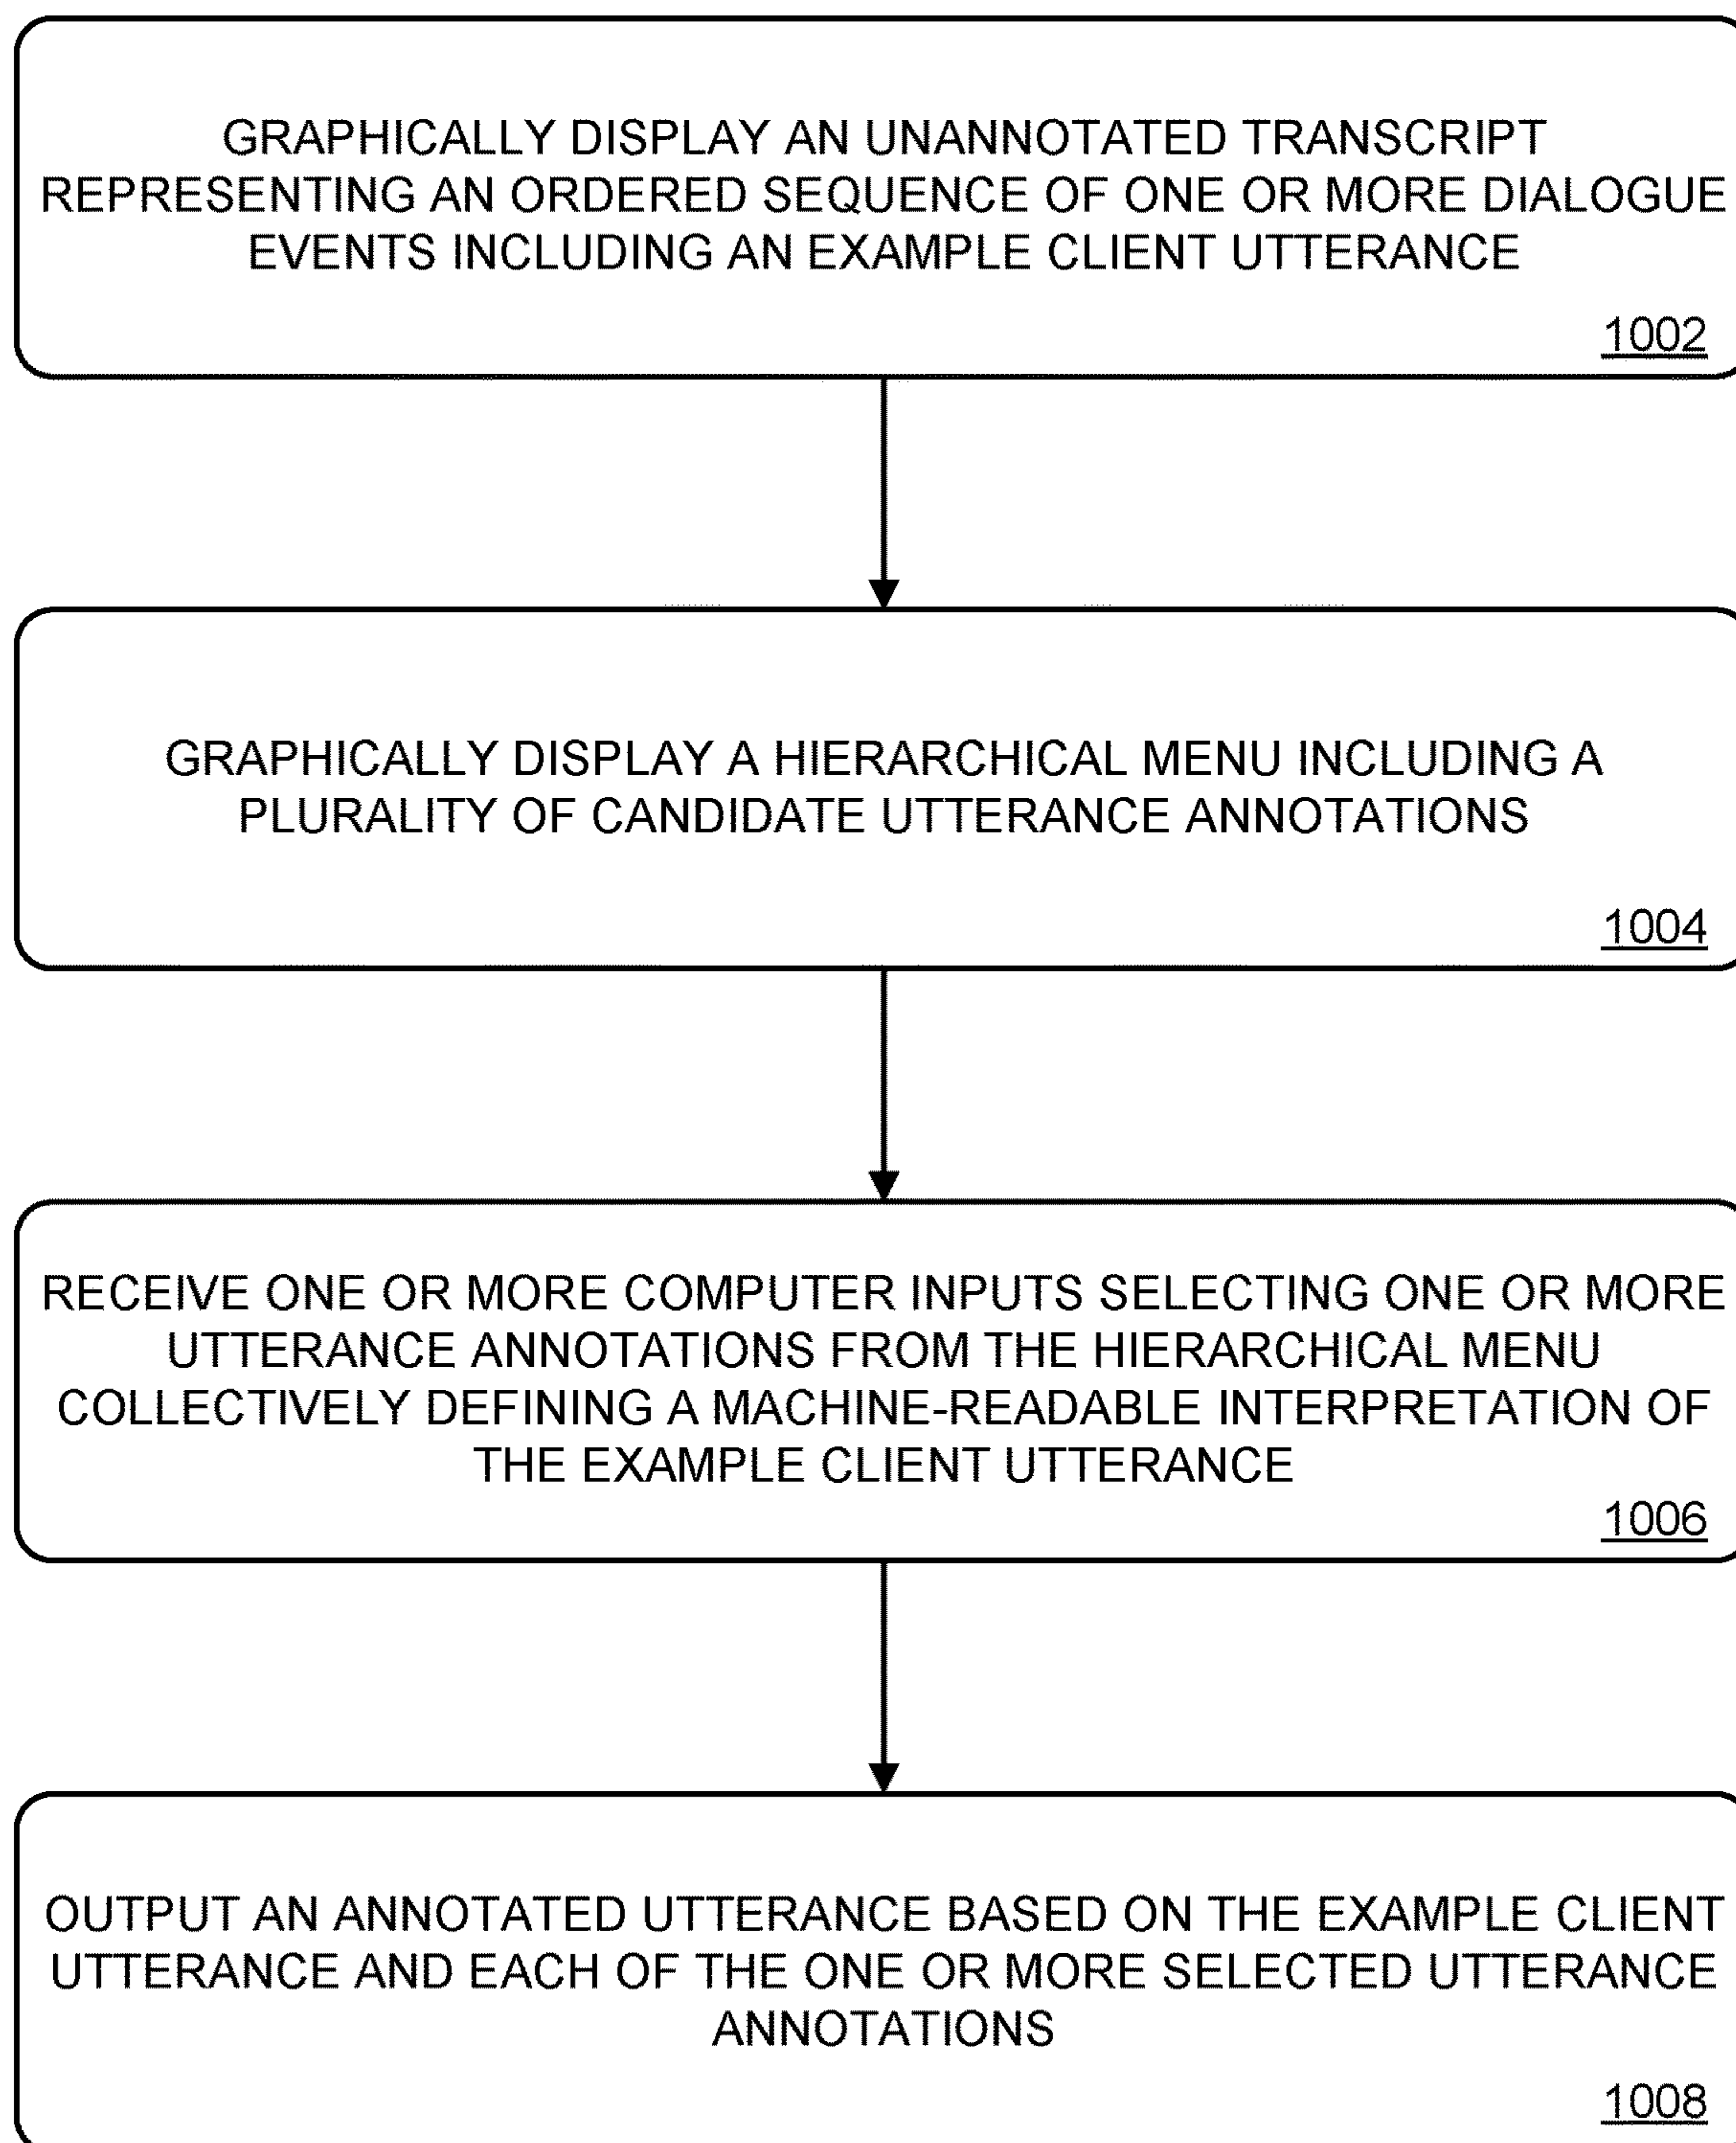 GRAPHICALLY DISPLAY AN UNANNOTATED TRANSCRIPT
REPRESENTING AN ORDERED SEQUENCE OF ONE OR MORE DIALOGUE
EVENTS INCLUDING AN EXAMPLE CLIENT UTTERANCE
1002
GRAPHICALLY DISPLAY A HIERARCHICAL MENU INCLUDING A
PLURALITY OF CANDIDATE UTTERANCE ANNOTATIONS
1004
RECEIVE ONE OR MORE COMPUTER INPUTS SELECTING ONE OR MORE
UTTERANCE ANNOTATIONS FROM THE HIERARCHICAL MENU
COLLECTIVELY DEFINING A MACHINE-READABLE INTERPRETATION OF
THE EXAMPLE CLIENT UTTERANCE
1006
OUTPUT AN ANNOTATED UTTERANCE BASED ON THE EXAMPLE CLIENT
UTTERANCE AND EACH OF THE ONE OR MORE SELECTED UTTERANCE
ANNOTATIONS
1008